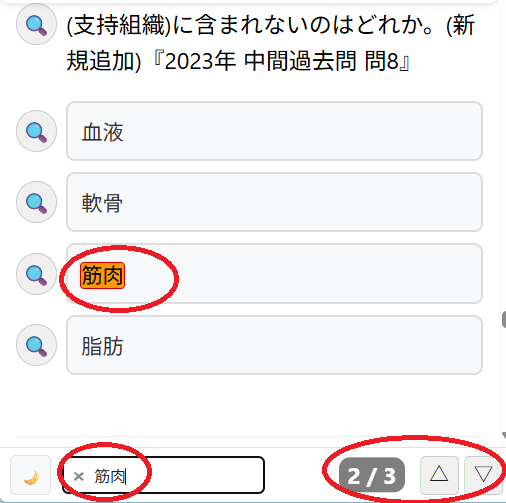 (支持組織)に含まれないのはどれか。(新
規追加)『2023年 中間過去問 問8』
血液
軟骨
筋肉
脂肪
× 筋肉
2 / 3 △ ▽